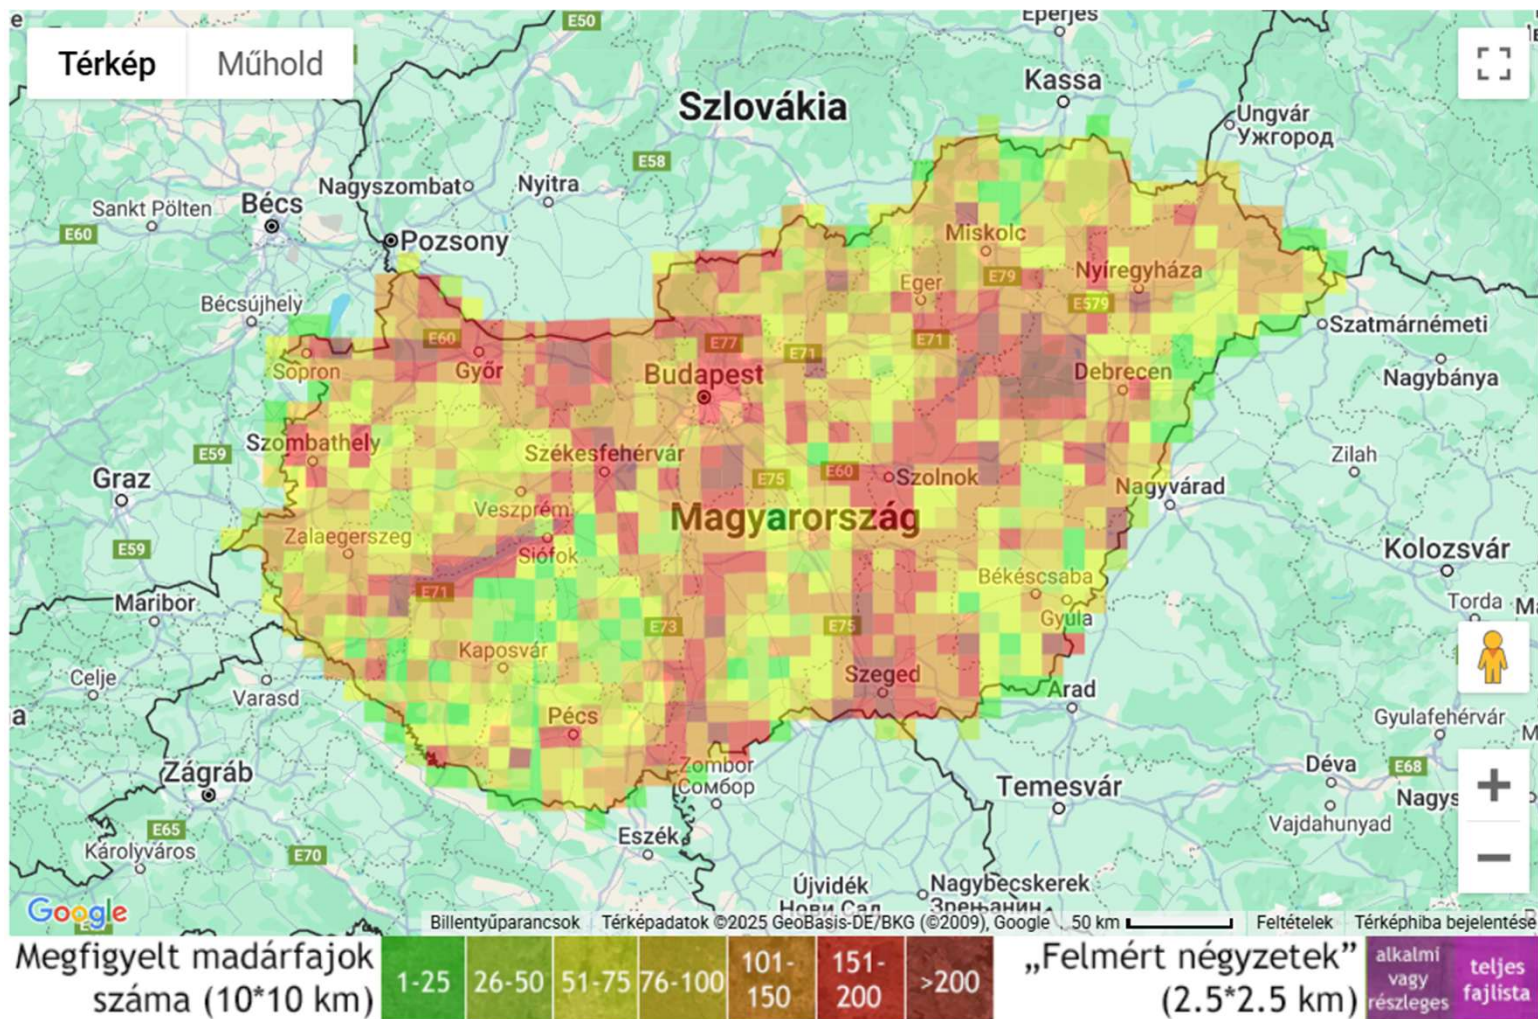 E50
Eperjes
Térkép
Műhold
Kassa
Szlovákia
Ungvár
Ужгород
E58
Nagyszombat
Nyitra
Sankt Pölten
Bécs
E60
Pozsony
Miskolc
Nyíregyháza
Eger
E79
E579
Bécsújhely
E60
E77
E71
E71
Szatmárnémeti
Sopron
Győr
Budapest
Debrecen
Nagybánya
Szombathely
E59
Székesfehérvár
E75
E60
Szolnok
Zilah
Graz
Veszprém
Magyarország
Nagyvárad
Zalaegerszeg
Siófok
E59
Kolozsvár
Békéscsaba
E71
Maribor
Gyula
Torda
E73
E75
Kaposvár
Szeged
Celje
Varasd
Arad
Pécs
Gyulafehérvár
Zágráb
Zombor
Сомбор
Temesvár
Déva
E68
Nagys
E65
Károlyváros
E70
Eszék
Vajdahunyad
Újvidék
Нови Сад
Nagybecskerek
Зрењанин
Google
Billentyűparancsok
Térképadatok ©2025 GeoBasis-DE/BKG (©2009), Google
50 km
Feltételek
Térképhiba bejelentése
Megfigyelt madárfajok
száma (10*10 km)
1-25
26-50
51-75
76-100
101-
150
151-
200
>200
„Felmért négyzetek”
(2.5*2.5 km)
alkalmi
vagy
részleges
teljes
fajlista